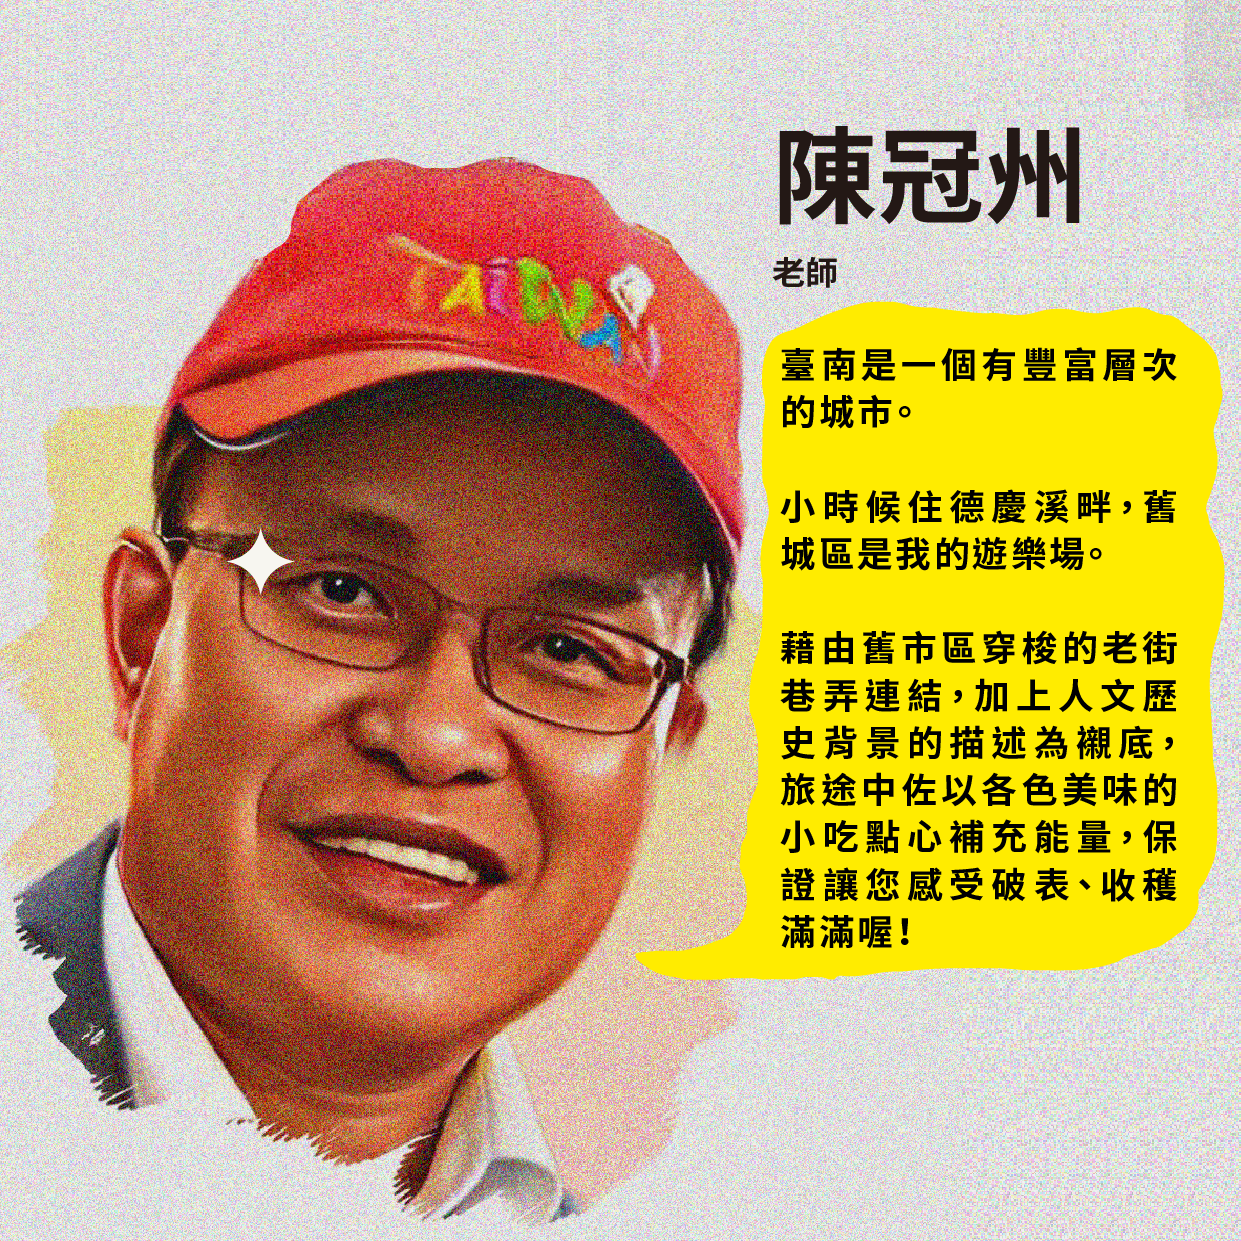 陳冠州
老師
TAiWAN
臺南是一個有豐富層次
的城市。
小時候住德慶溪畔，舊
城區是我的遊樂場。
藉由舊市區穿梭的老街
巷弄連結，加上人文歷
史背景的描述為襯底，
旅途中佐以各色美味的
小吃點心補充能量，保
證讓您感受破表、收穫
滿滿喔！